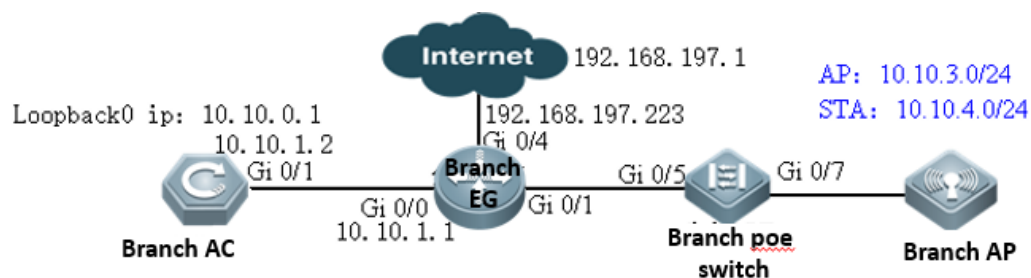 Internet
192.168.197.1
AP: 10.10.3.0/24
STA: 10.10.4.0/24
Loopback0 ip: 10.10.0.1
192.168.197.223
10.10.1.2
Gi 0/4
Gi 0/1
Branch
EG
Gi 0/5
Gi 0/7
Gi 0/0
Gi 0/1
10.10.1.1
Branch AC
Branch poe
switch
Branch AP